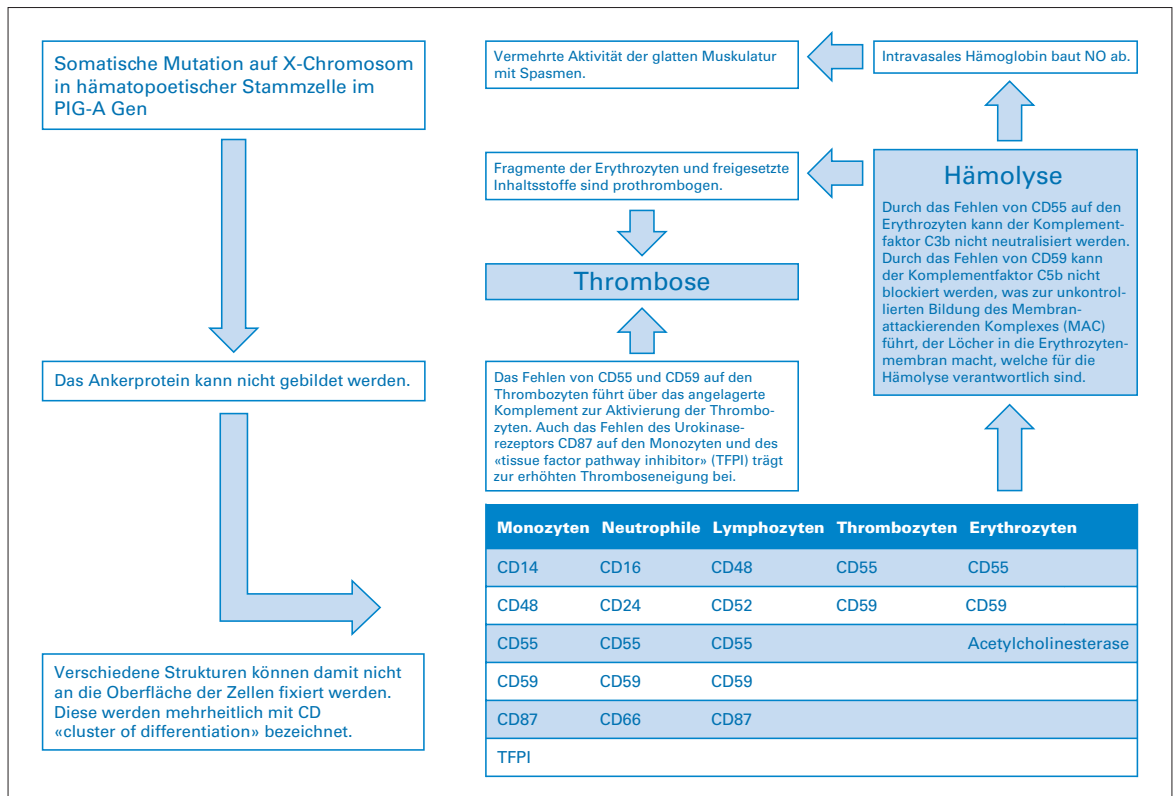 Somatische Mutation auf X-Chromosom
in hämatopoetischer Stammzelle im
PIG-A Gen
Das Ankerprotein kann nicht gebildet werden.
Verschiedene Strukturen können damit nicht
an die Oberfläche der Zellen fixiert werden.
Diese werden mehrheitlich mit CD
«cluster of differentiation» bezeichnet.
Vermehrte Aktivität der glatten Muskulatur
mit Spasmen.
Intravasales Hämoglobin baut NO ab.
Fragmente der Erythrozyten und freigesetzte
Inhaltsstoffe sind prothrombogen.
Thrombose
Das Fehlen von CD55 und CD59 auf den
Thrombozyten führt über das angelagerte
Komplement zur Aktivierung der Thrombo-
zyten. Auch das Fehlen des Urokinase-
rezeptors CD87 auf den Monozyten und des
«tissue factor pathway inhibitor» (TFPI) trägt
zur erhöhten Thromboseneigung bei.
Hämolyse
Durch das Fehlen von CD55 auf den
Erythrozyten kann der Komplement-
faktor C3b nicht neutralisiert werden.
Durch das Fehlen von CD59 kann
der Komplementfaktor C5b nicht
blockiert werden, was zur unkontrol-
lierten Bildung des Membran-
attackierenden Komplexes (MAC)
führt, der Löcher in die Erythrozyten-
membran macht, welche für die
Hämolyse verantwortlich sind.
Monozyten Neutrophile Lymphozyten Thrombozyten Erythrozyten
CD14 CD16 CD48 CD55 CD55
CD48 CD24 CD52 CD59 CD59
CD55 CD55 CD55 Acetylcholinesterase
CD59 CD59 CD59
CD87 CD66 CD87
TFPI